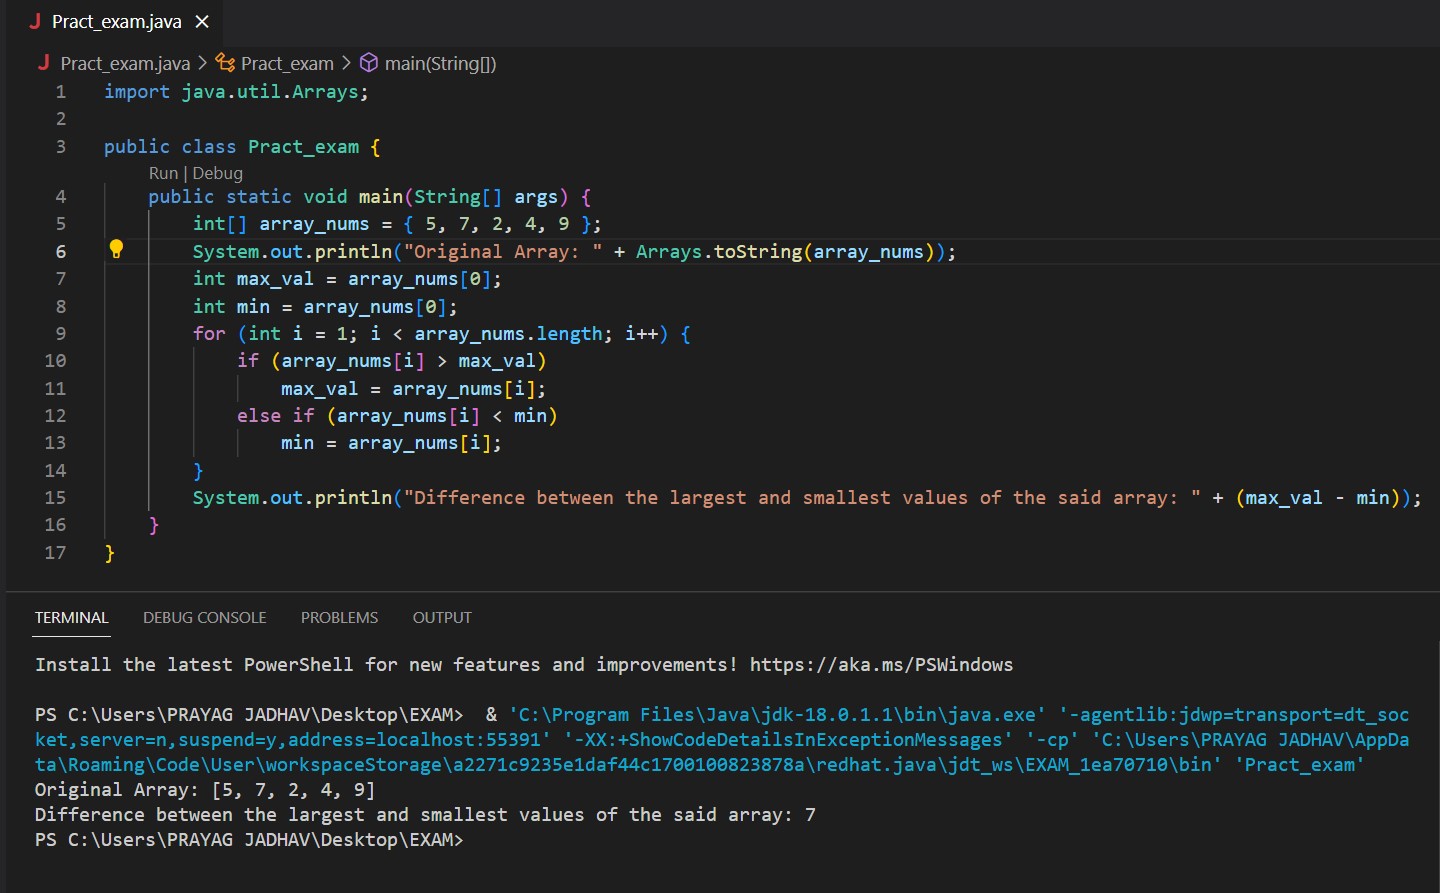 J Pract_exam.java ×
J Pract_exam.java > Pract_exam > main(String[])
1 import java.util.Arrays;
2
3 public class Pract_exam {
Run | Debug
4 public static void main(String[] args) {
5 int[] array_nums = { 5, 7, 2, 4, 9 };
6 System.out.println("Original Array: " + Arrays.toString(array_nums));
7 int max_val = array_nums[0];
8 int min = array_nums[0];
9 for (int i = 1; i < array_nums.length; i++) {
10 if (array_nums[i] > max_val)
11 max_val = array_nums[i];
12 else if (array_nums[i] < min)
13 min = array_nums[i];
14 }
15 System.out.println("Difference between the largest and smallest values of the said array: " + (max_val - min));
16 }
17 }
TERMINAL DEBUG CONSOLE PROBLEMS OUTPUT
Install the latest PowerShell for new features and improvements! https://aka.ms/PSWindows
PS C:\Users\PRAYAG JADHAV\Desktop\EXAM>  & 'C:\Program Files\Java\jdk-18.0.1.1\bin\java.exe' '-agentlib:jdwp=transport=dt_soc
ket,server=n,suspend=y,address=localhost:55391' '-XX:+ShowCodeDetailsInExceptionMessages' '-cp' 'C:\Users\PRAYAG JADHAV\AppDa
ta\Roaming\Code\User\workspaceStorage\a2271c9235e1daf44c1700100823878a\redhat.java\jdt_ws\EXAM_1ea70710\bin' 'Pract_exam'
Original Array: [5, 7, 2, 4, 9]
Difference between the largest and smallest values of the said array: 7
PS C:\Users\PRAYAG JADHAV\Desktop\EXAM>